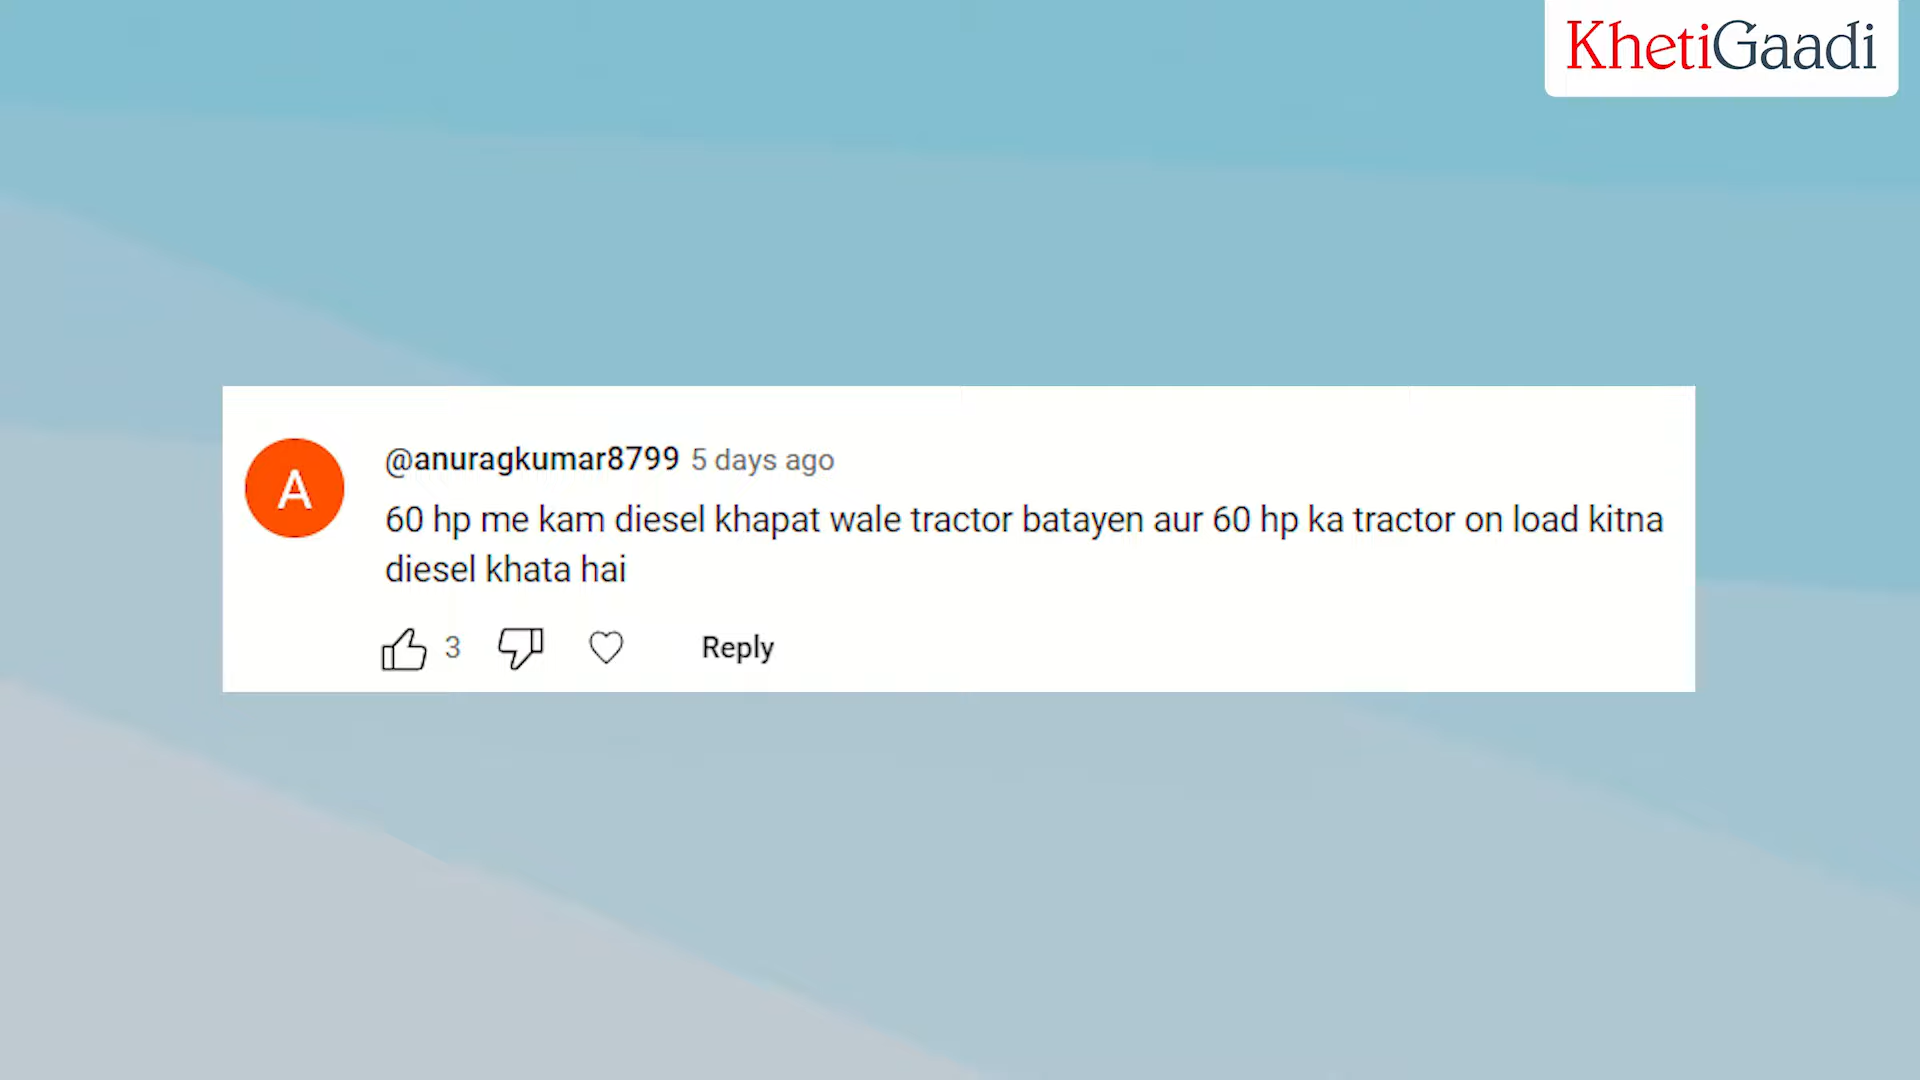 KhetiGaadi
A
@anuragkumar8799 5 days ago
60 hp me kam diesel khapat wale tractor batayen aur 60 hp ka tractor on load kitna
diesel khata hai
3 Reply